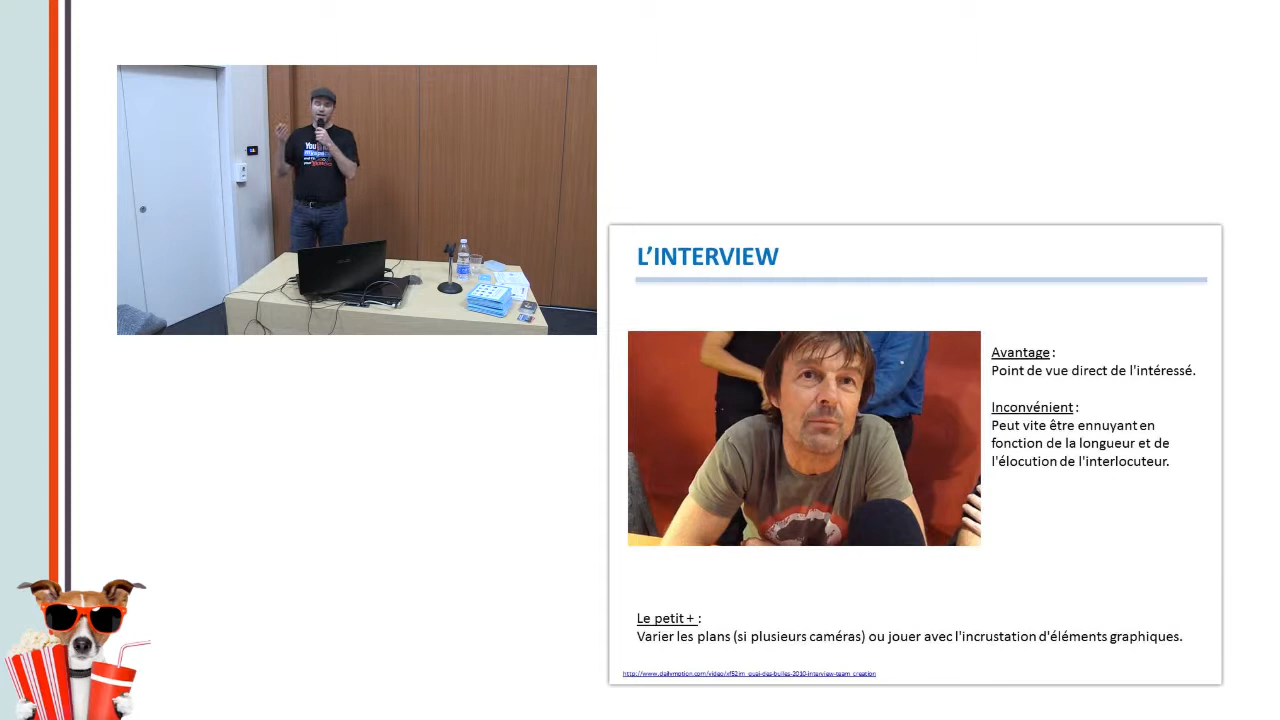 You
L'INTERVIEW
Avantage :
Point de vue direct de l'intéressé.
Inconvénient :
Peut vite être ennuyant en
fonction de la longueur et de
l'élocution de l'interlocuteur.
Le petit + :
Varier les plans (si plusieurs caméras) ou jouer avec l'incrustation d'éléments graphiques.